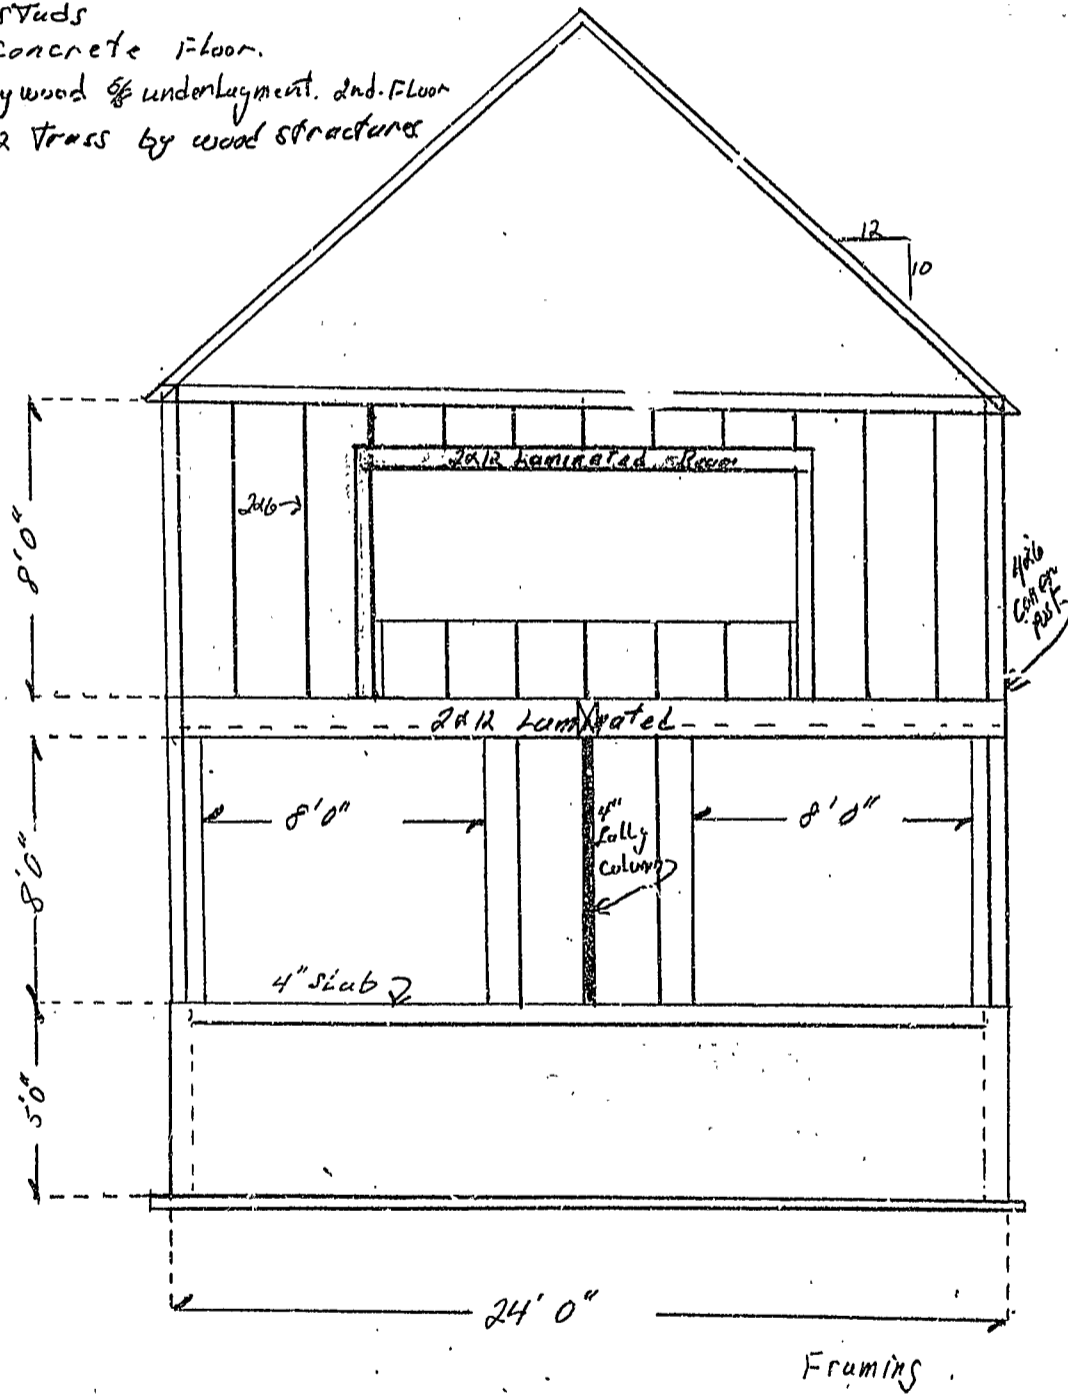 studs
Concrete Floor.
ywood 5/8 underlayment. 2nd. Floor
2 Truss by wood structures
12
10
2x12 Laminated
2x6
8'0"
4x6
Corner
post
2x12 Laminated
8'0"
4"
Lally
Column
8'0"
8'0"
4" Slab
5'0"
24' 0"
Framing